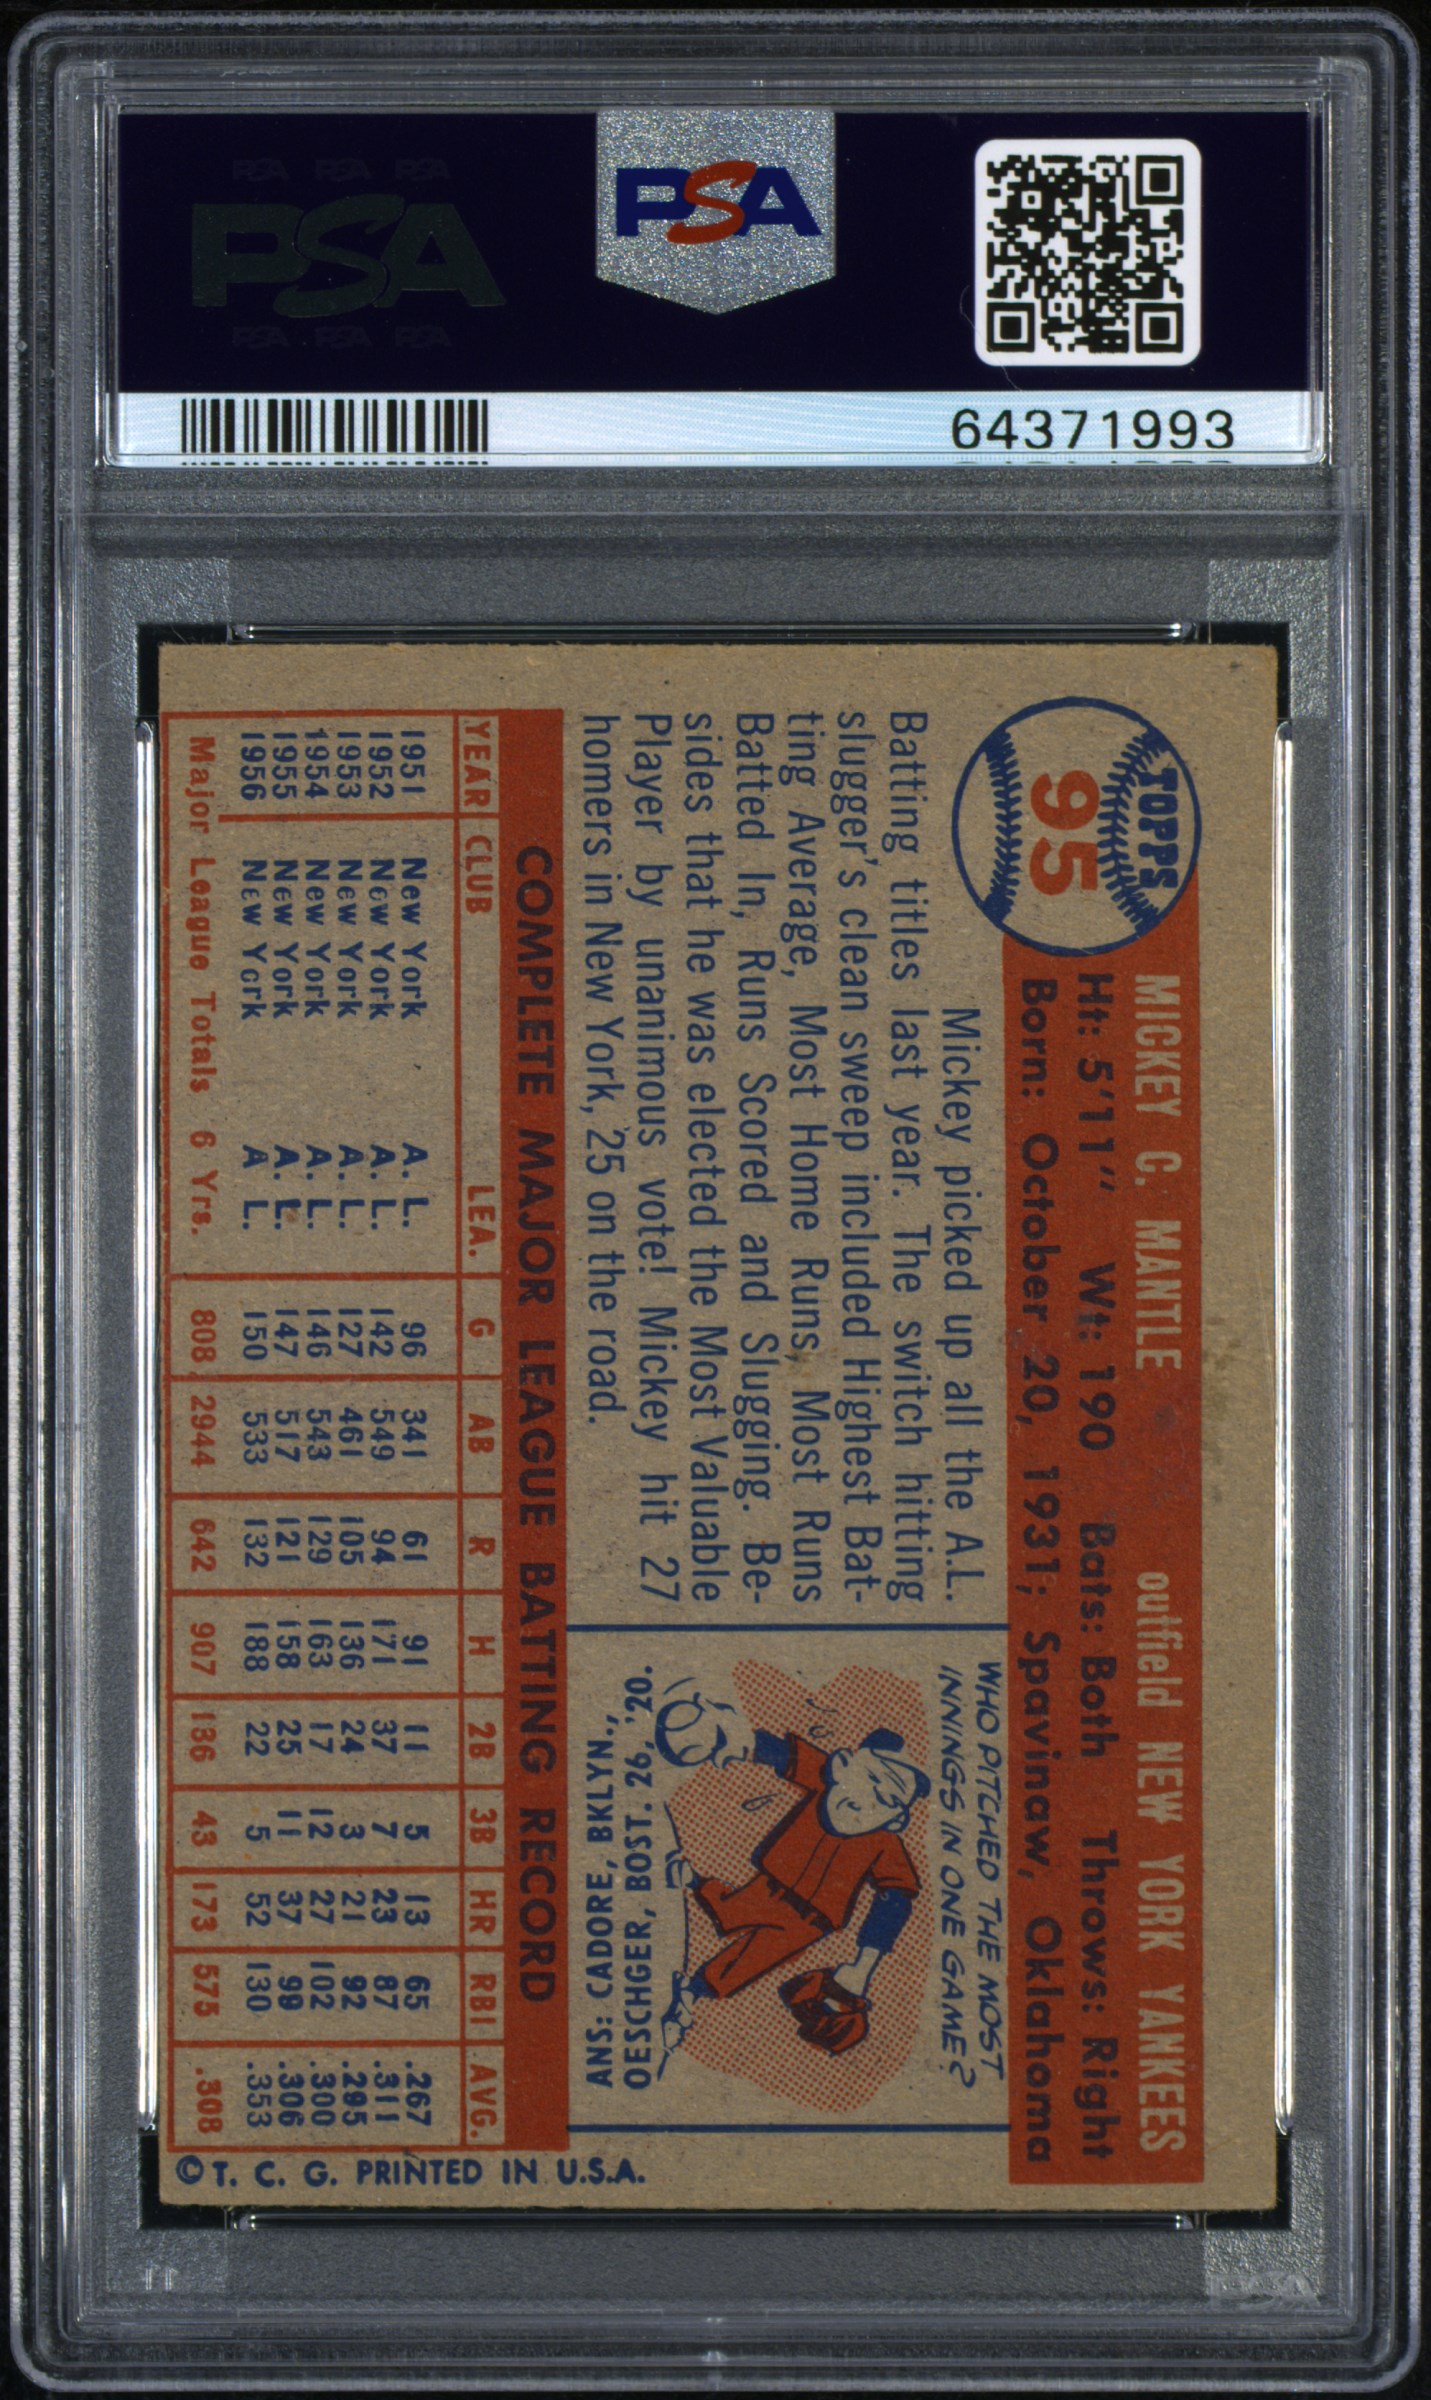 PSA PSA PSA
PSA
PSA PSA PSA
PSA
64371993
TOPPS
95
MICKEY C. MANTLE outfield NEW YORK YANKEES
Ht: 5'11" Wt: 190 Bats: Both Throws: Right
Born: October 20, 1931; Spavinaw, Oklahoma
Mickey picked up all the A.L.
Batting titles last year. The switch hitting
slugger's clean sweep included Highest Bat-
ting Average, Most Home Runs, Most Runs
Batted In, Runs Scored and Slugging. Be-
sides that he was elected the Most Valuable
Player by unanimous vote! Mickey hit 27
homers in New York, 25 on the road.
WHO PITCHED THE MOST
INNINGS IN ONE GAME?
ANS: CADORE, BKLYN.,
OESCHGER, BOST. 26, '20.
COMPLETE MAJOR LEAGUE BATTING RECORD
YEAR CLUB LEA. G AB R H 2B 3B HR RBI AVG.
1951 New York A. L. 96 341 61 91 11 5 13 65 .267
1952 New York A. L. 142 549 94 171 37 7 23 87 .311
1953 New York A. L. 127 461 105 136 24 3 21 92 .295
1954 New York A. L. 146 543 129 163 17 12 27 102 .300
1955 New York A. L. 147 517 121 158 25 11 37 99 .306
1956 New York A L. 150 533 132 188 22 5 52 130 .353
Major League Totals 6 Yrs. 808 2944 642 907 136 43 173 575 .308
© T. C. G. PRINTED IN U.S.A.
PSA